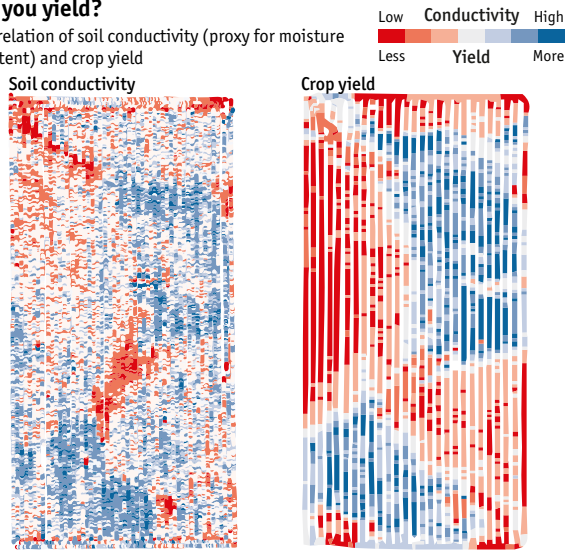 you yield?
relation of soil conductivity (proxy for moisture
tent) and crop yield
Low Conductivity High
Less Yield More
Soil conductivity
Crop yield